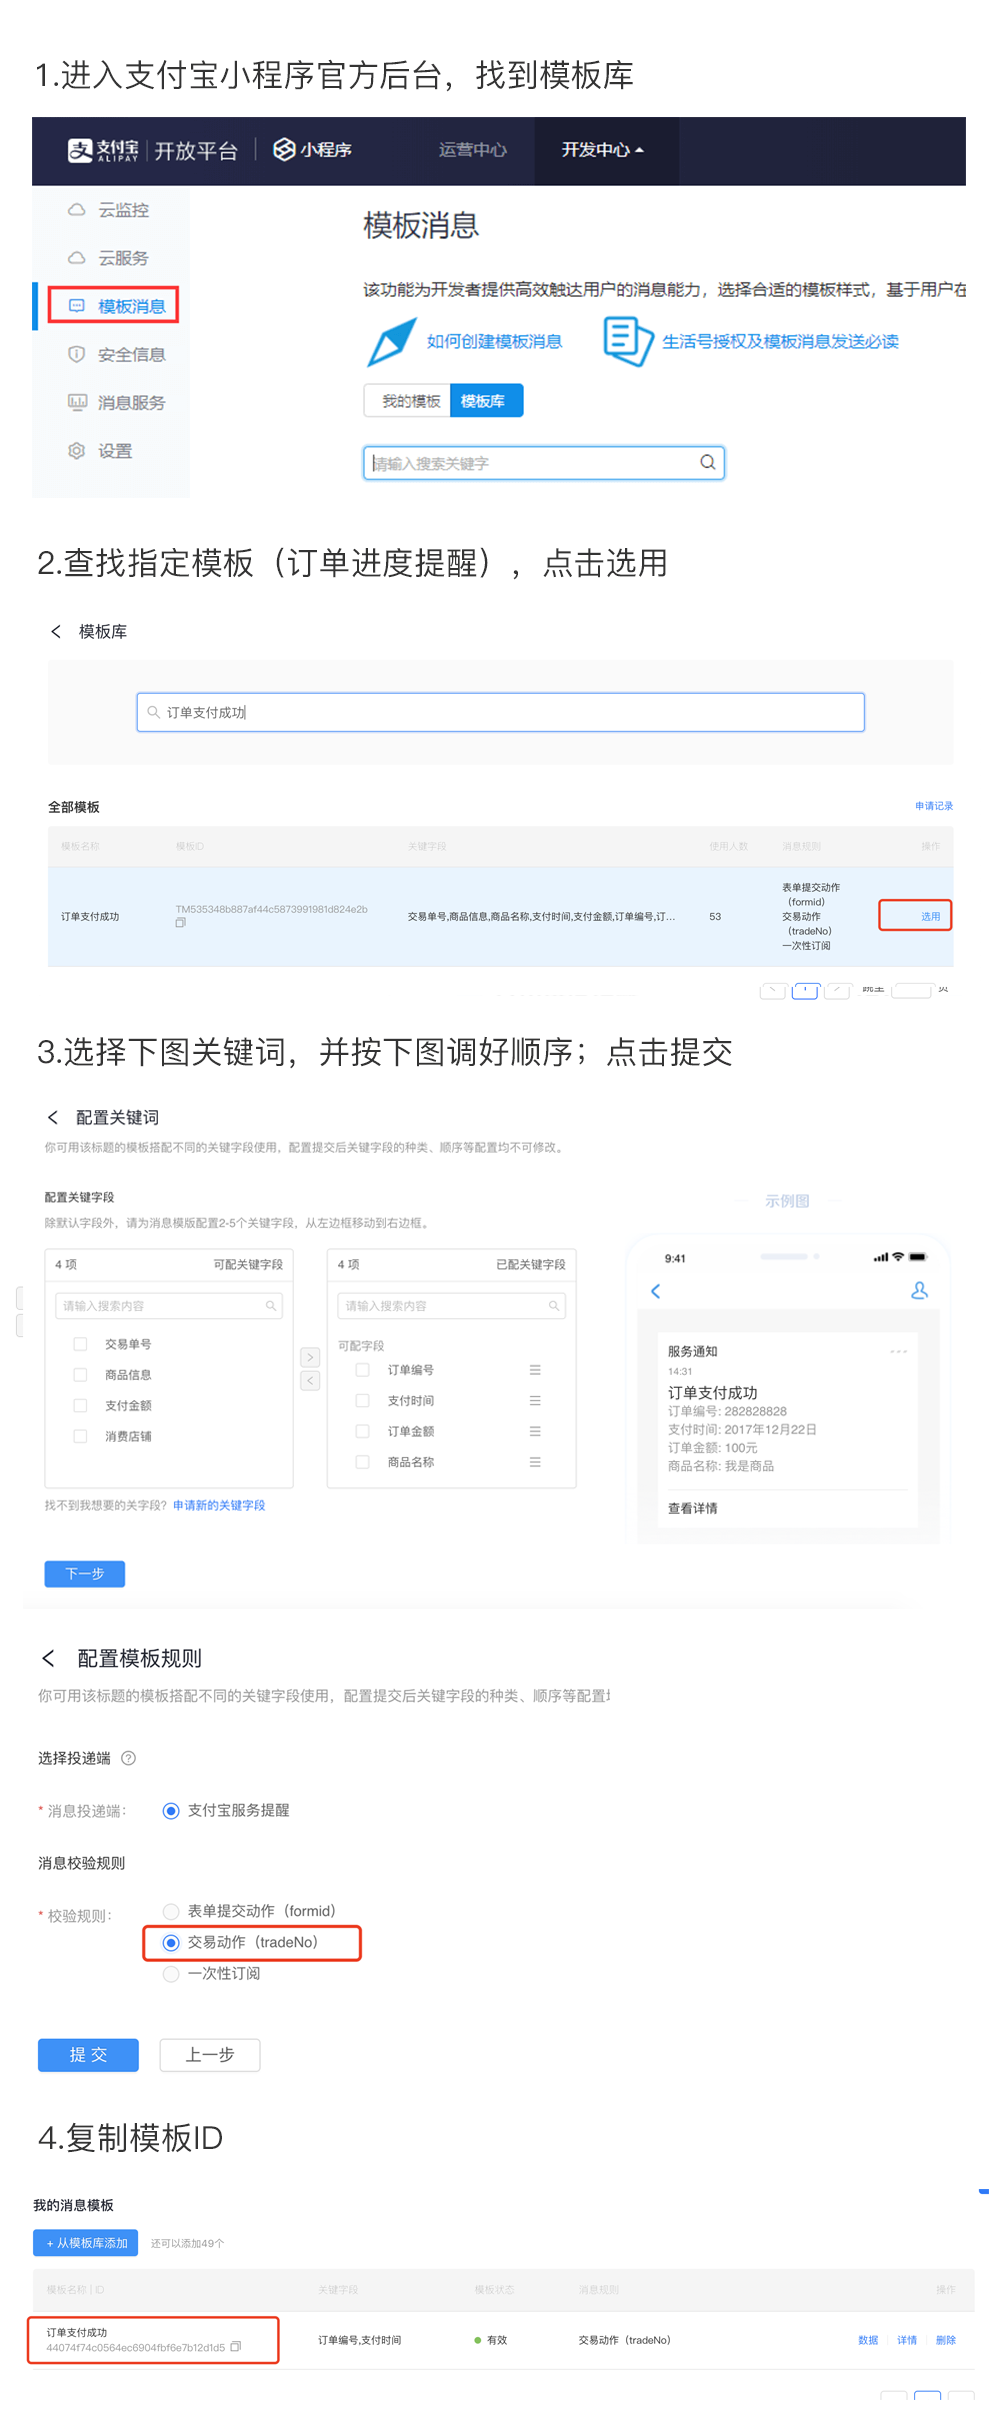 1.进入支付宝小程序官方后台，找到模板库
支 支付宝 ALIPAY 开放平台 小程序 运营中心 开发中心
云监控
云服务
模板消息
安全信息
消息服务
设置
模板消息
该功能为开发者提供高效触达用户的消息能力，选择合适的模板样式，基于用户在
如何创建模板消息 生活号授权及模板消息发送必读
我的模板 模板库
请输入搜索关键字
2.查找指定模板（订单进度提醒），点击选用
模板库
订单支付成功
全部模板 申请记录
模板名称 模板ID 关键字段 使用人数 消息规则 操作
订单支付成功 TM535348b887af44c5873991981d824e2b 交易单号,商品信息,商品名称,支付时间,支付金额,订单编号,订... 53
表单提交动作
（formid）
交易动作
（tradeNo）
一次性订阅
选用
3.选择下图关键词，并按下图调好顺序；点击提交
配置关键词
你可用该标题的模板搭配不同的关键字段使用，配置提交后关键字段的种类、顺序等配置均不可修改。
配置关键字段
除默认字段外，请为消息模版配置2-5个关键字段，从左边框移动到右边框。
4 项 可配关键字段
请输入搜索内容
交易单号
商品信息
支付金额
消费店铺
4 项 已配关键字段
请输入搜索内容
可配字段
订单编号
支付时间
订单金额
商品名称
找不到我想要的关字段？ 申请新的关键字段
下一步
示例图
9:41
服务通知
14:31
订单支付成功
订单编号: 282828828
支付时间: 2017年12月22日
订单金额: 100元
商品名称: 我是商品
查看详情
配置模板规则
你可用该标题的模板搭配不同的关键字段使用，配置提交后关键字段的种类、顺序等配置
选择投递端 ?
* 消息投递端: 支付宝服务提醒
消息校验规则
* 校验规则: 表单提交动作（formid）
交易动作（tradeNo）
一次性订阅
提 交 上一步
4.复制模板ID
我的消息模板
+ 从模板库添加 还可以添加49个
模板名称 | ID 关键字段 模板状态 消息规则 操作
订单支付成功
44074f74c0564ec6904fbf6e7b12d1d5 订单编号,支付时间 有效 交易动作（tradeNo） 数据 详情 删除